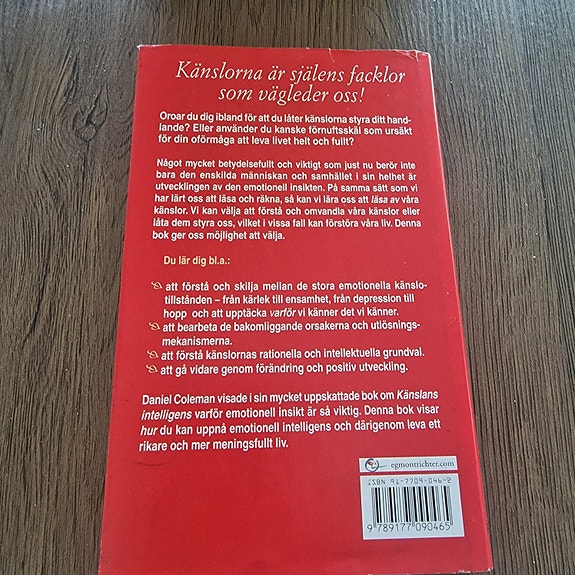 Känslorna är själens facklor
som vägleder oss!
Oroar du dig ibland för att du låter känslorna styra ditt hand-
lande? Eller använder du kanske förnuftsskäl som ursäkt
för din oförmåga att leva livet helt och fullt?
Något mycket betydelsefullt och viktigt som just nu berör inte
bara den enskilda människan och samhället i sin helhet är
utvecklingen av den emotionell insikten. På samma sätt som vi
har lärt oss att läsa och räkna, så kan vi lära oss att läsa av våra
känslor. Vi kan välja att förstå och omvandla våra känslor eller
låta dem styra oss, vilket i vissa fall kan förstöra våra liv. Denna
bok ger oss möjlighet att välja.
Du lär dig bl.a.:
att förstå och skilja mellan de stora emotionella känslo-
tillstånden – från kärlek till ensamhet, från depression till
hopp och att upptäcka varför vi känner det vi känner.
att bearbeta de bakomliggande orsakerna och utlösnings-
mekanismerna.
att förstå känslornas rationella och intellektuella grundval.
att gå vidare genom förändring och positiv utveckling.
Daniel Coleman visade i sin mycket uppskattade bok om Känslans
intelligens varför emotionell insikt är så viktig. Denna bok visar
hur du kan uppnå emotionell intelligens och därigenom leva ett
rikare och mer meningsfullt liv.
egmontrichter.com
ISBN 91-7709-046-2
9 789177 090465